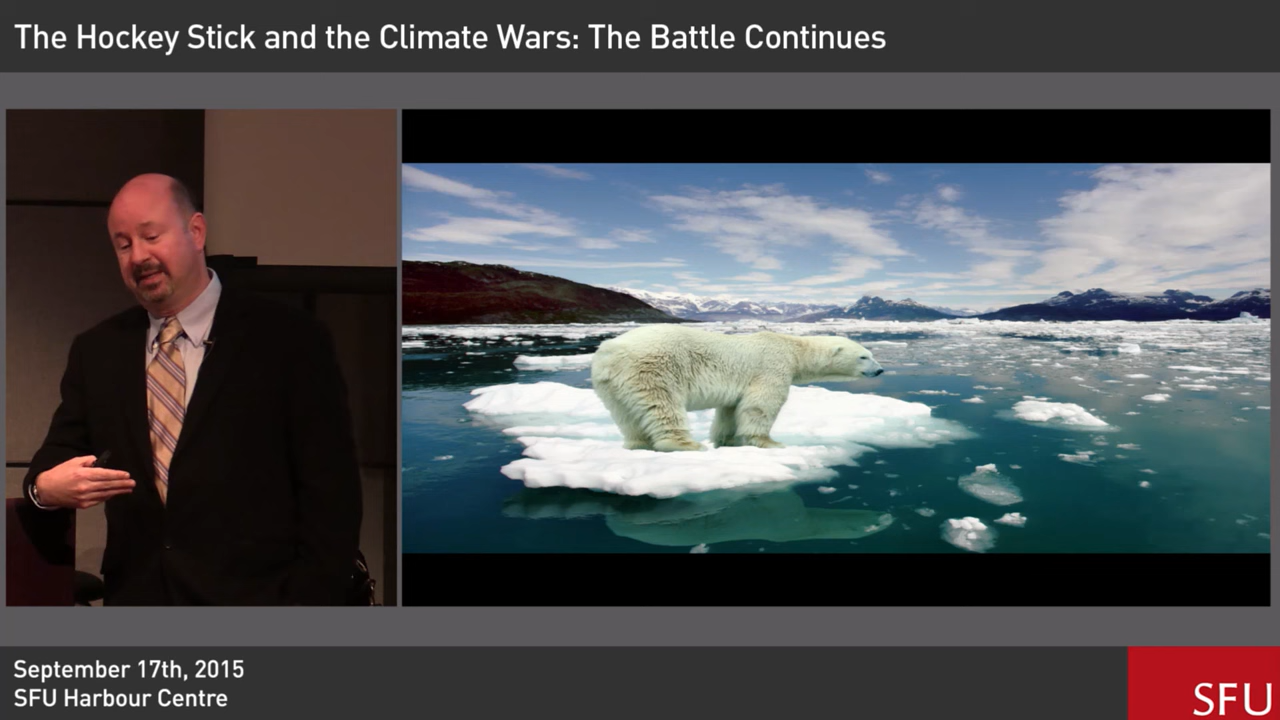 The Hockey Stick and the Climate Wars: The Battle Continues
September 17th, 2015
SFU Harbour Centre
SFU